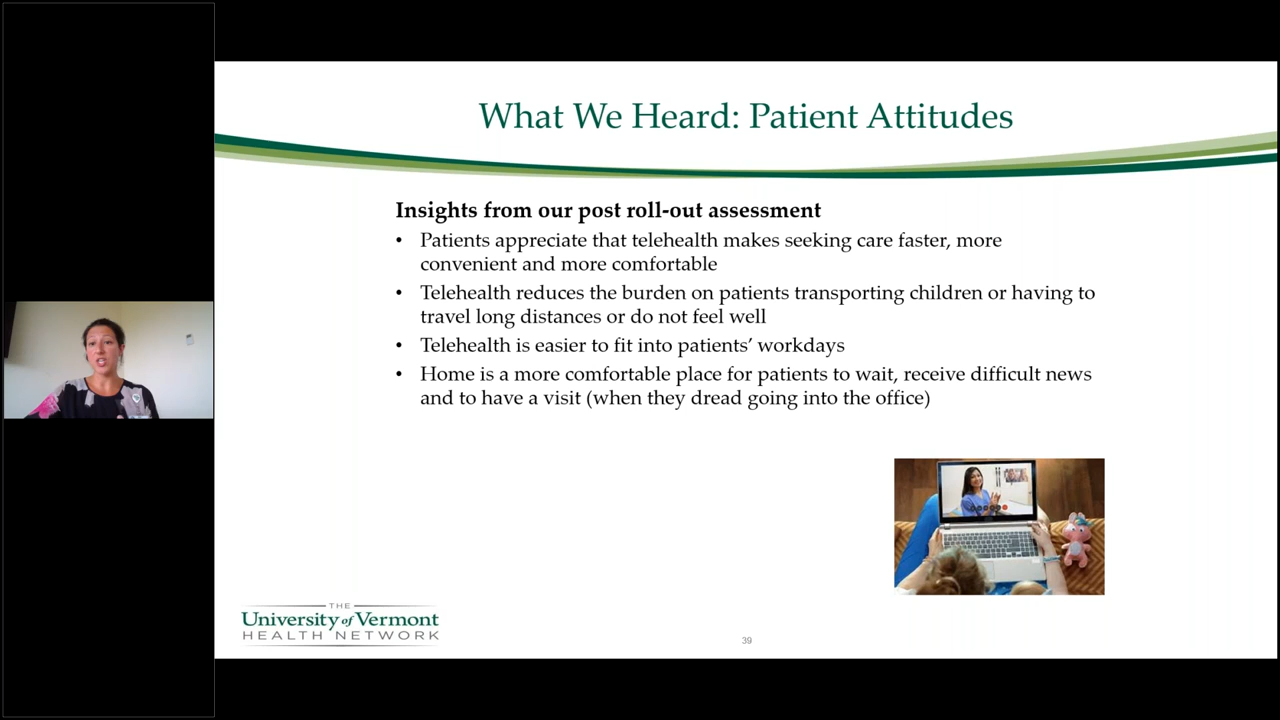 What We Heard: Patient Attitudes
Insights from our post roll-out assessment
• Patients appreciate that telehealth makes seeking care faster, more
convenient and more comfortable
• Telehealth reduces the burden on patients transporting children or having to
travel long distances or do not feel well
• Telehealth is easier to fit into patients’ workdays
• Home is a more comfortable place for patients to wait, receive difficult news
and to have a visit (when they dread going into the office)
THE
University of Vermont
HEALTH NETWORK
39